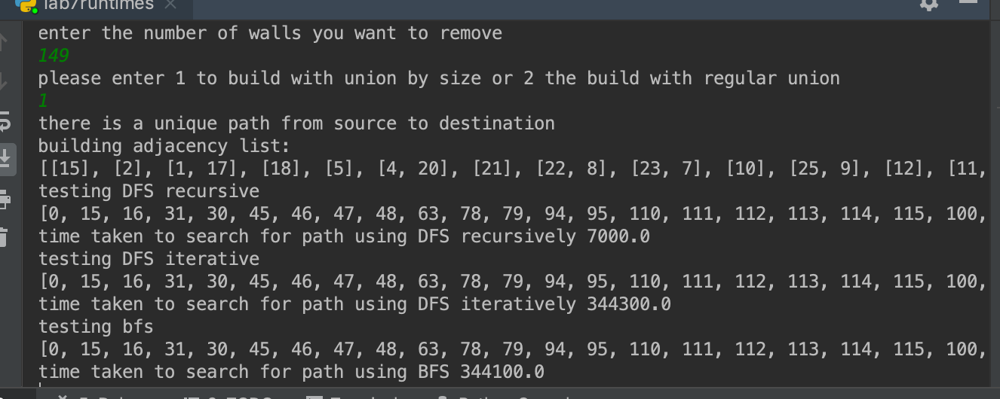 lab7/runtimes
enter the number of walls you want to remove
149
please enter 1 to build with union by size or 2 the build with regular union
1
there is a unique path from source to destination
building adjacency list:
[[15], [2], [1, 17], [18], [5], [4, 20], [21], [22, 8], [23, 7], [10], [25, 9], [12], [11,
testing DFS recursive
[0, 15, 16, 31, 30, 45, 46, 47, 48, 63, 78, 79, 94, 95, 110, 111, 112, 113, 114, 115, 100,
time taken to search for path using DFS recursively 7000.0
testing DFS iterative
[0, 15, 16, 31, 30, 45, 46, 47, 48, 63, 78, 79, 94, 95, 110, 111, 112, 113, 114, 115, 100,
time taken to search for path using DFS iteratively 344300.0
testing bfs
[0, 15, 16, 31, 30, 45, 46, 47, 48, 63, 78, 79, 94, 95, 110, 111, 112, 113, 114, 115, 100,
time taken to search for path using BFS 344100.0